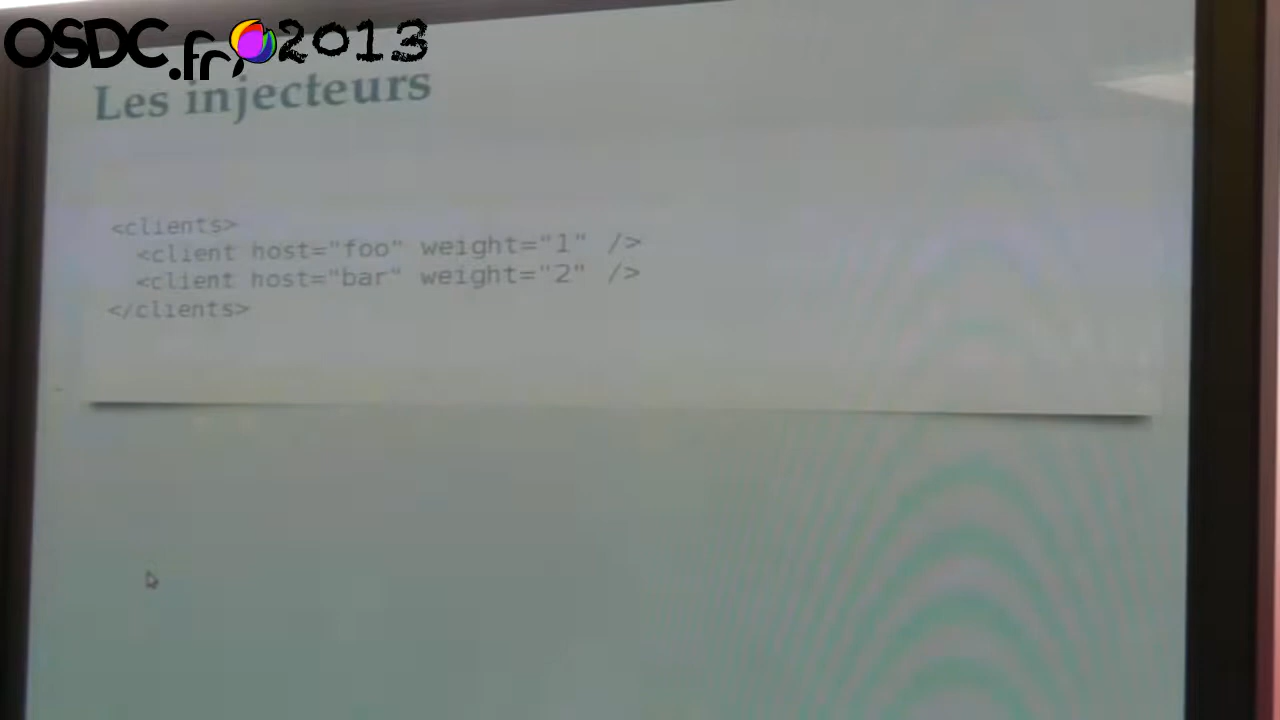 OSDC.fr 2013
Les injecteurs
<clients>
<client host="foo" weight="1" />
<client host="bar" weight="2" />
</clients>